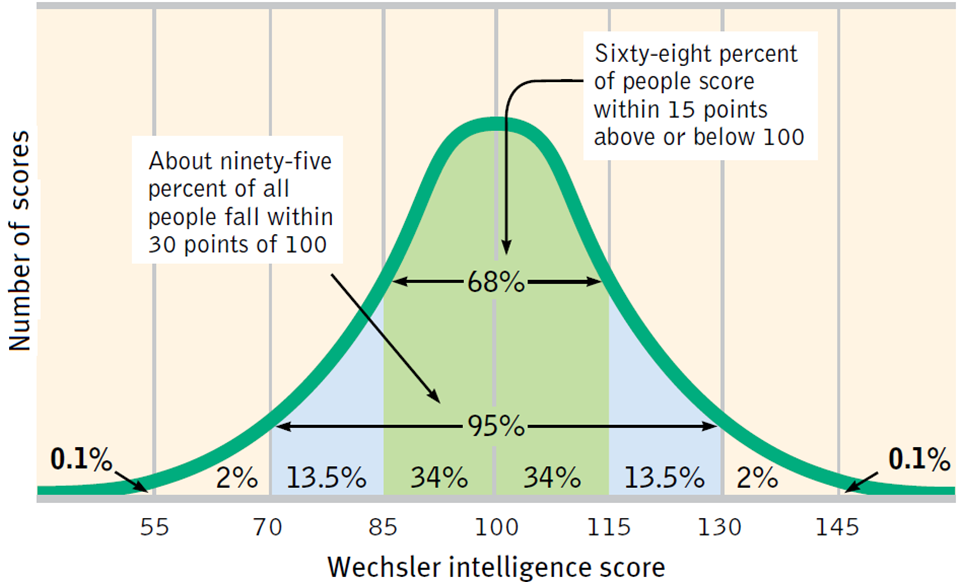 Sixty-eight percent
of people score
within 15 points
above or below 100
About ninety-five
percent of all
people fall within
30 points of 100
Number of scores
68%
95%
0.1%
0.1%
2% 13.5% 34% 34% 13.5% 2%
55 70 85 100 115 130 145
Wechsler intelligence score